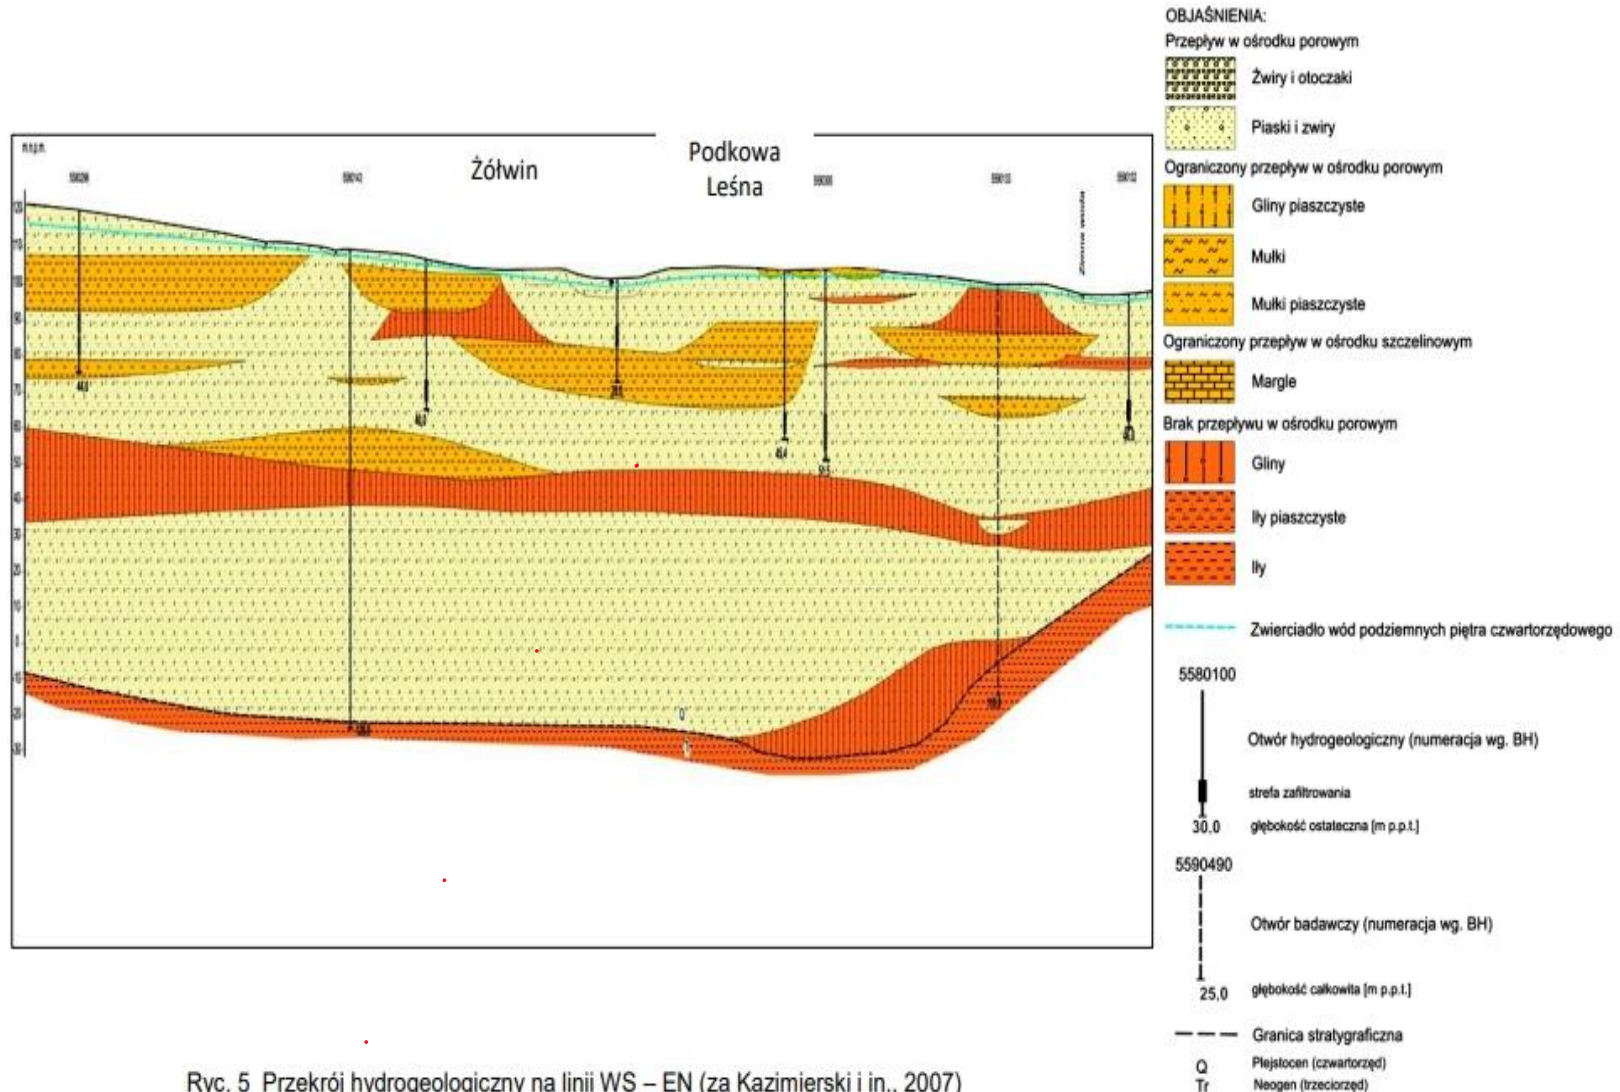 OBJAŚNIENIA:
Przepływ w ośrodku porowym
Żwiry i otoczaki
Piaski i zwiry
Ograniczony przepływ w ośrodku porowym
Gliny piaszczyste
Mułki
Mułki piaszczyste
Ograniczony przepływ w ośrodku szczelinowym
Margle
Brak przepływu w ośrodku porowym
Gliny
Iły piaszczyste
Iły
Zwierciadło wód podziemnych piętra czwartorzędowego
5580100
Otwór hydrogeologiczny (numeracja wg. BH)
strefa zafiltrowania
30,0 głębokość ostateczna [m p.p.t.]
5590490
Otwór badawczy (numeracja wg. BH)
25,0 głębokość całkowita [m p.p.t.]
Granica stratygraficzna
Q Plejstocen (czwartorzęd)
Tr Neogen (trzeciorzęd)
m.n.p.m.
Żółwin
Podkowa
Leśna
Q
Ryc. 5 Przekrój hydrogeologiczny na linii WS – EN (za Kazimierski i in., 2007)